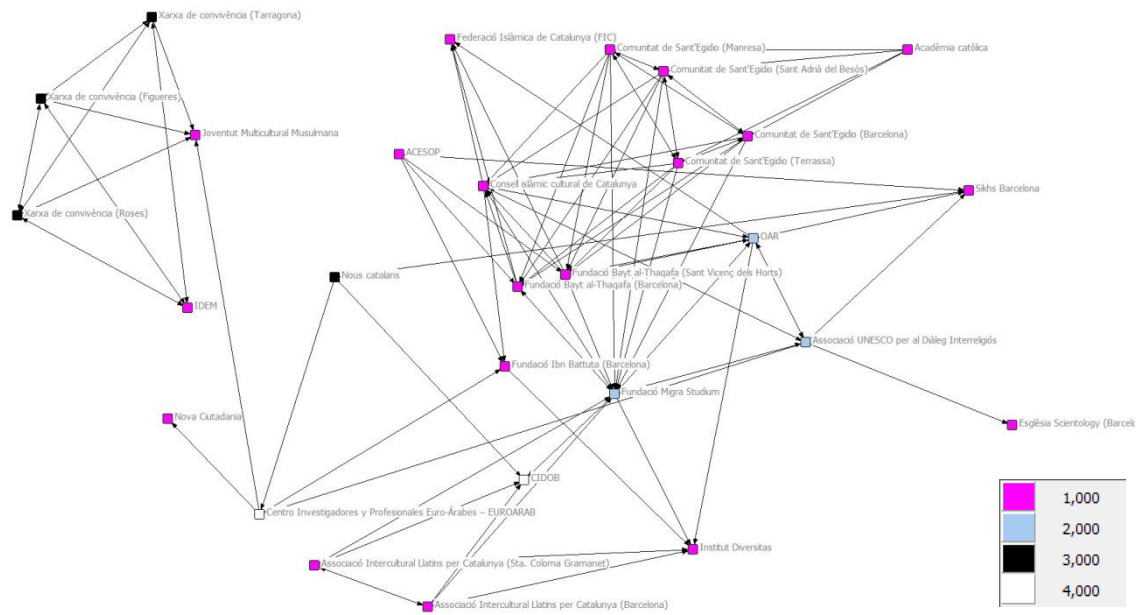 Xarxa de convivència (Tarragona)
Federació Islàmica de Catalunya (FIC)
Comunitat de Sant'Egidio (Manresa)
Acadèmia catòlica
Comunitat de Sant'Egidio (Sant Adrià del Besòs)
Xarxa de convivència (Figueres)
Joventut Multicultural Musulmana
Comunitat de Sant'Egidio (Barcelona)
ACESOP
Comunitat de Sant'Egidio (Terrassa)
Consell islàmic cultural de Catalunya
Sikhs Barcelona
Xarxa de convivència (Roses)
OAR
Nous catalans
Fundació Bayt al-Thaqafa (Sant Vicenç dels Horts)
Fundació Bayt al-Thaqafa (Barcelona)
IDEM
Associació UNESCO per al Diàleg Interreligiós
Fundació Ibn Battuta (Barcelona)
Fundació Migra Studium
Nova Ciutadania
Església Scientology (Barcelo
CIDOB
Centro Investigadores y Profesionales Euro-Árabes – EUROARAB
1,000
2,000
3,000
4,000
Institut Diversitas
Associació Intercultural Llatins per Catalunya (Sta. Coloma Gramanet)
Associació Intercultural Llatins per Catalunya (Barcelona)